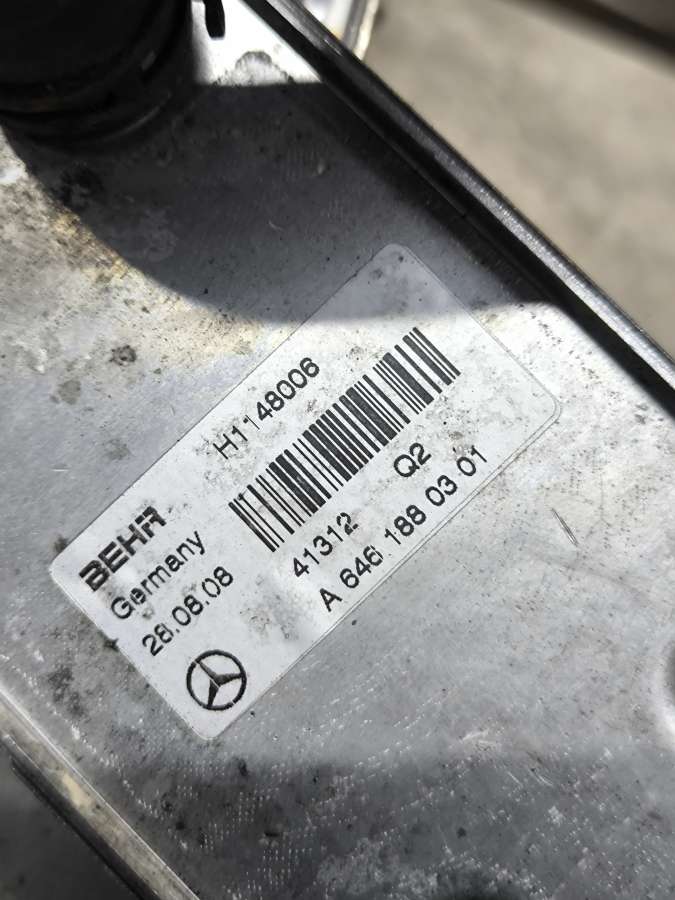 H1148006
BEHR
Germany
28.08.08
41312 Q2
A 646 188 03 01